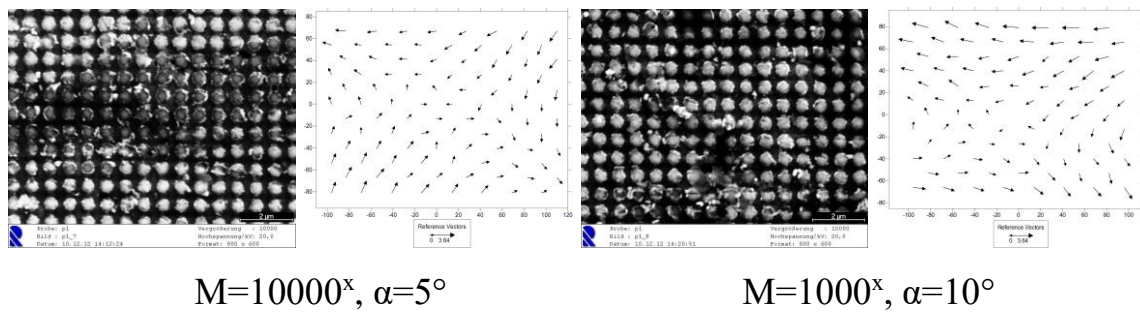 80
60
40
20
0
-20
-40
-60
-80
-100 -80 -60 -40 -20 0 20 40 60 80 100 120
Reference Vectors
0 3.64
2 µm
Probe: p1
Bild : p1_7
Datum: 10.12.12 14:12:24
Vergrößerung : 10000
Hochspannung/kV: 20,0
Format: 800 x 600
M=10000ˣ, α=5°
80
60
40
20
0
-20
-40
-60
-80
-100 -80 -60 -40 -20 0 20 40 60 80 100
Reference Vectors
0 3.64
2 µm
Probe: p1
Bild : p1_8
Datum: 10.12.12 14:20:51
Vergrößerung : 10000
Hochspannung/kV: 20,0
Format: 800 x 600
M=1000ˣ, α=10°